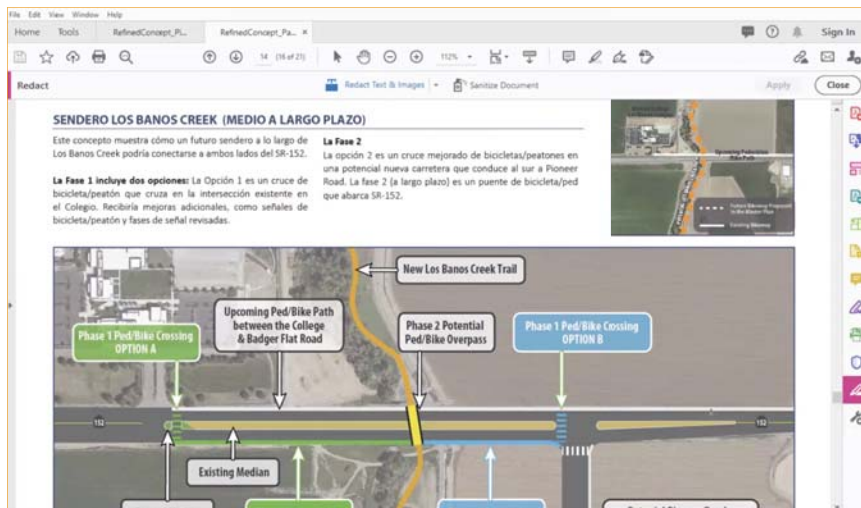 File Edit View Window Help
Home Tools RefinedConcept_Pi... RefinedConcept_Pa... × Sign In
14 (16 of 21) 112%
Redact Redact Text & Images Sanitize Document Apply Close
SENDERO LOS BANOS CREEK (MEDIO A LARGO PLAZO)
Este concepto muestra cómo un futuro sendero a lo largo de
Los Banos Creek podría conectarse a ambos lados del SR-152.
La Fase 1 incluye dos opciones: La Opción 1 es un cruce de
bicicleta/peatón que cruza en la intersección existente en
el Colegio. Recibiría mejoras adicionales, como señales de
bicicleta/peatón y fases de señal revisadas.
La Fase 2
La opción 2 es un cruce mejorado de bicicletas/peatones en
una potencial nueva carretera que conduce al sur a Pioneer
Road. La fase 2 (a largo plazo) es un puente de bicicleta/ped
que abarca SR-152.
Upcoming Pedestrian/
Bike Path
Existing Bikeway
New Los Banos Creek Trail
Upcoming Ped/Bike Path
between the College
& Badger Flat Road
Phase 2 Potential
Ped/Bike Overpass
Phase 1 Ped/Bike Crossing
OPTION A
Phase 1 Ped/Bike Crossing
OPTION B
152
152
Existing Median